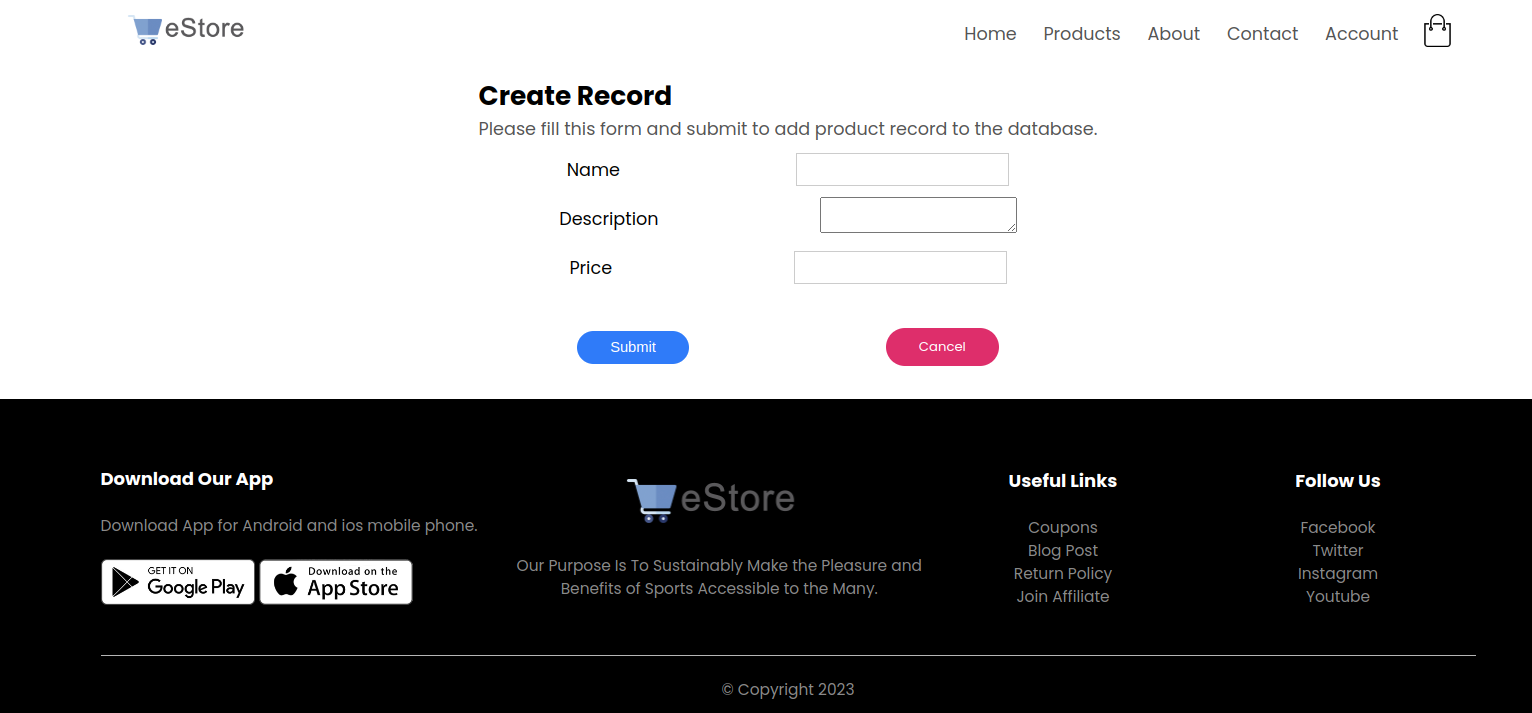 eStore
Home Products About Contact Account
Create Record
Please fill this form and submit to add product record to the database.
Name
Description
Price
Submit Cancel
Download Our App
Download App for Android and ios mobile phone.
GET IT ON
Google Play
Download on the
App Store
eStore
Our Purpose Is To Sustainably Make the Pleasure and
Benefits of Sports Accessible to the Many.
Useful Links
Coupons
Blog Post
Return Policy
Join Affiliate
Follow Us
Facebook
Twitter
Instagram
Youtube
© Copyright 2023